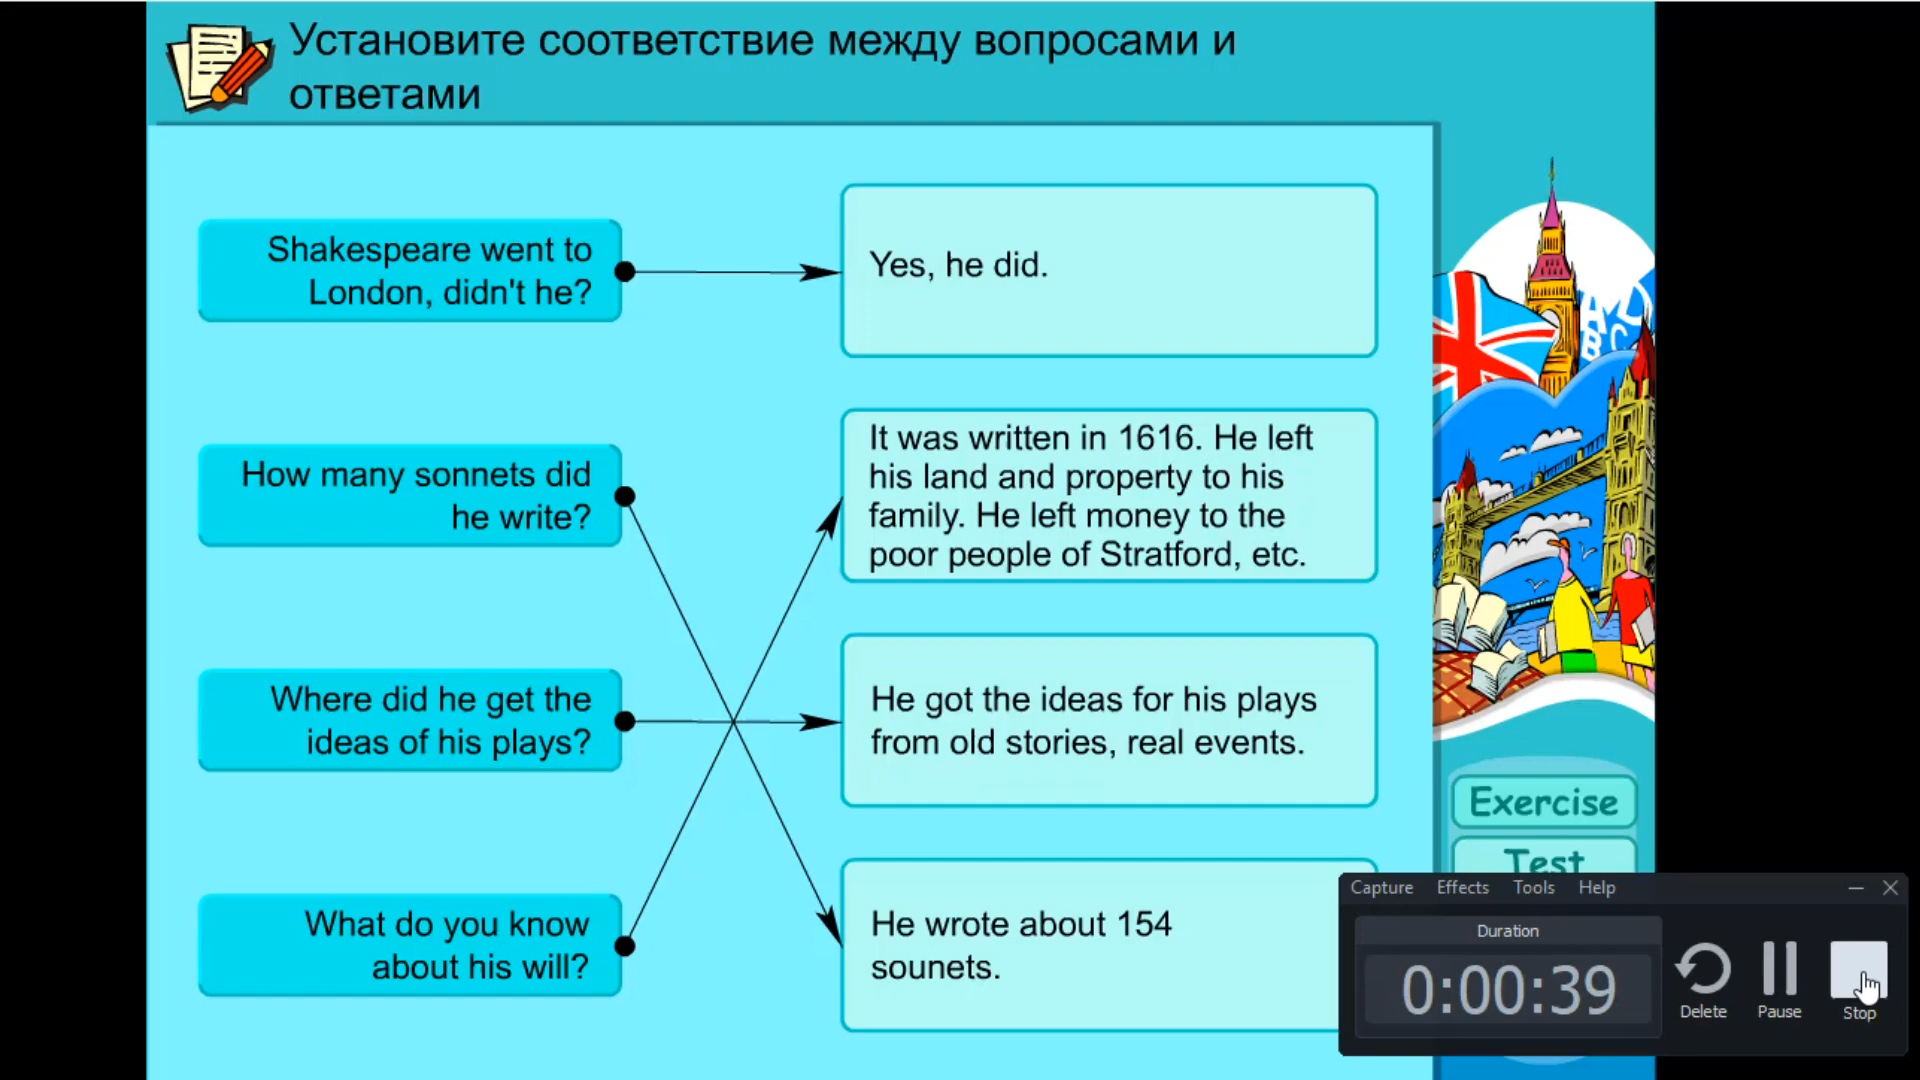 Установите соответствие между вопросами и
ответами
Shakespeare went to
London, didn't he?
Yes, he did.
How many sonnets did
he write?
It was written in 1616. He left
his land and property to his
family. He left money to the
poor people of Stratford, etc.
Where did he get the
ideas of his plays?
He got the ideas for his plays
from old stories, real events.
What do you know
about his will?
He wrote about 154
sounets.
A
B C
Exercise
Test
Capture Effects Tools Help
Duration
0:00:39
Delete Pause Stop